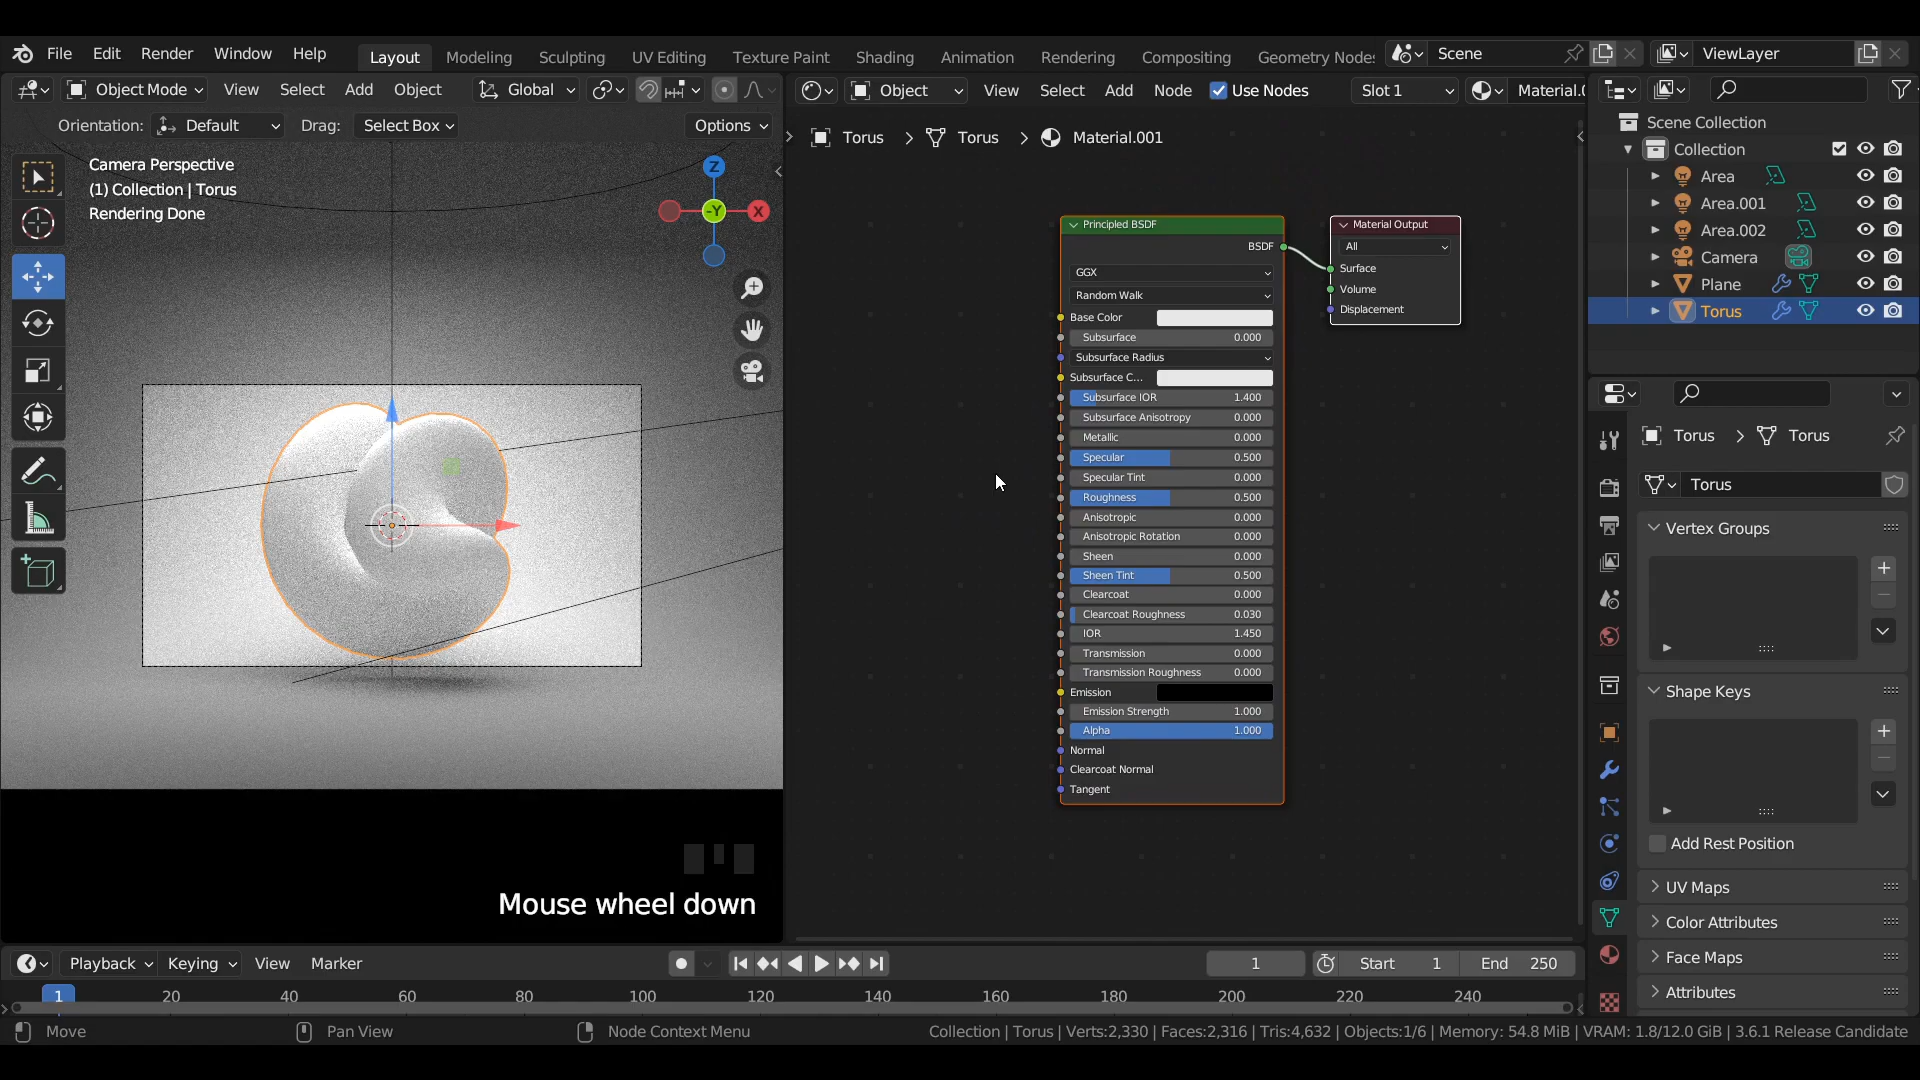 File Edit Render Window Help Layout Modeling Sculpting UV Editing Texture Paint Shading Animation Rendering Compositing Geometry Nodes Scene ViewLayer
Object Mode View Select Add Object Global Object View Select Add Node Use Nodes Slot 1 Material.
Orientation: Default Drag: Select Box Options
Torus Torus Material.001
Camera Perspective
(1) Collection | Torus
Rendering Done
Z
-Y
X
Principled BSDF
BSDF
GGX
Random Walk
Base Color
Subsurface 0.000
Subsurface Radius
Subsurface C...
Subsurface IOR 1.400
Subsurface Anisotropy 0.000
Metallic 0.000
Specular 0.500
Specular Tint 0.000
Roughness 0.500
Anisotropic 0.000
Anisotropic Rotation 0.000
Sheen 0.000
Sheen Tint 0.500
Clearcoat 0.000
Clearcoat Roughness 0.030
IOR 1.450
Transmission 0.000
Transmission Roughness 0.000
Emission
Emission Strength 1.000
Alpha 1.000
Normal
Clearcoat Normal
Tangent
Material Output
All
Surface
Volume
Displacement
Scene Collection
Collection
Area
Area.001
Area.002
Camera
Plane
Torus
Torus Torus
Torus
Vertex Groups
Shape Keys
Add Rest Position
UV Maps
Color Attributes
Face Maps
Attributes
Mouse wheel down
Playback Keying View Marker 1 Start 1 End 250
1 20 40 60 80 100 120 140 160 180 200 220 240
Move Pan View Node Context Menu Collection | Torus | Verts:2,330 | Faces:2,316 | Tris:4,632 | Objects:1/6 | Memory: 54.8 MiB | VRAM: 1.8/12.0 GiB | 3.6.1 Release Candidate